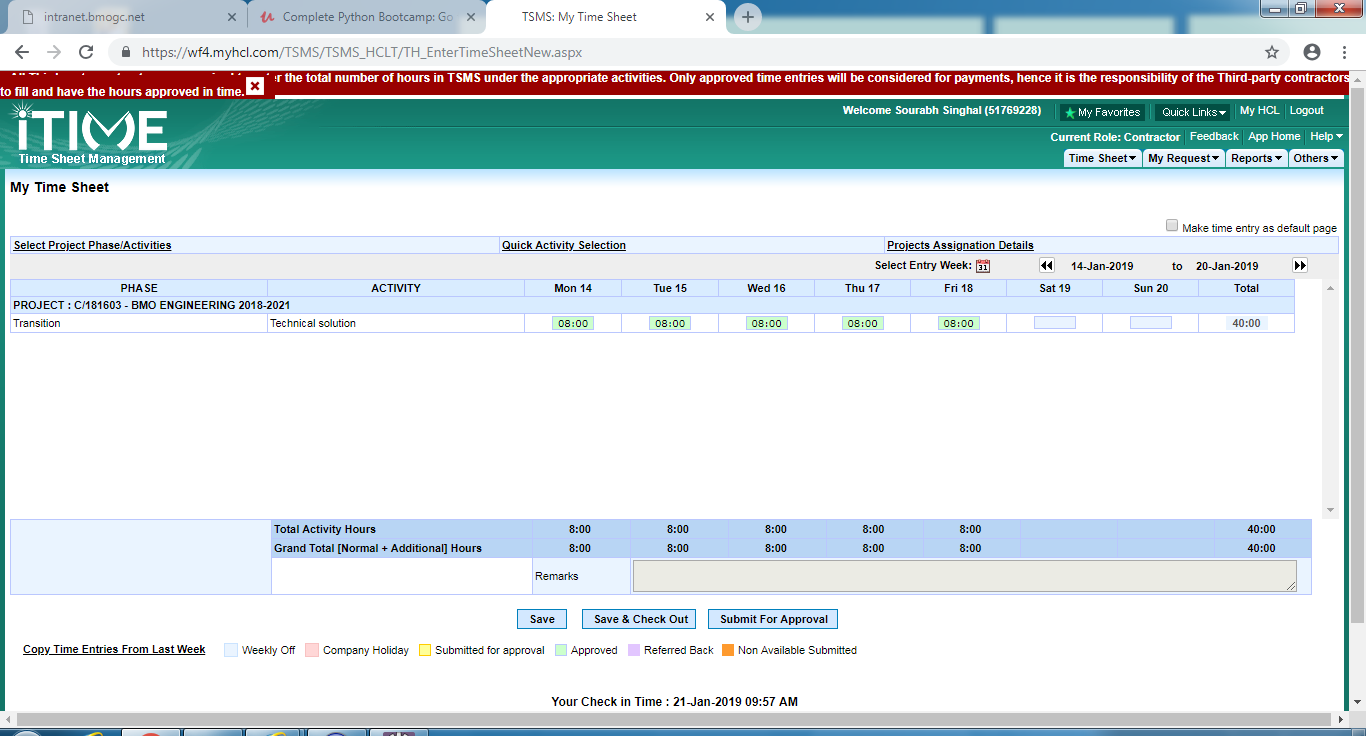 intranet.bmogc.net
Complete Python Bootcamp: Go
TSMS: My Time Sheet
https://wf4.myhcl.com/TSMS/TSMS_HCLT/TH_EnterTimeSheetNew.aspx
the total number of hours in TSMS under the appropriate activities. Only approved time entries will be considered for payments, hence it is the responsibility of the Third-party contractors
to fill and have the hours approved in time.
Welcome Sourabh Singhal (51769228) My Favorites Quick Links My HCL Logout
iTIME
Time Sheet Management
Current Role: Contractor Feedback App Home Help
Time Sheet My Request Reports Others
My Time Sheet
Make time entry as default page
Select Project Phase/Activities Quick Activity Selection Projects Assignation Details
Select Entry Week: 31 14-Jan-2019 to 20-Jan-2019
PHASE ACTIVITY Mon 14 Tue 15 Wed 16 Thu 17 Fri 18 Sat 19 Sun 20 Total
PROJECT : C/181603 - BMO ENGINEERING 2018-2021
Transition Technical solution 08:00 08:00 08:00 08:00 08:00 40:00
Total Activity Hours 8:00 8:00 8:00 8:00 8:00 40:00
Grand Total [Normal + Additional] Hours 8:00 8:00 8:00 8:00 8:00 40:00
Remarks
Save Save & Check Out Submit For Approval
Copy Time Entries From Last Week Weekly Off Company Holiday Submitted for approval Approved Referred Back Non Available Submitted
Your Check in Time : 21-Jan-2019 09:57 AM